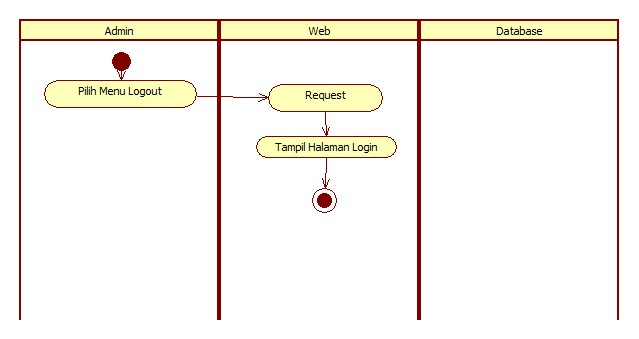 Admin
Web
Database
Pilih Menu Logout
Request
Tampil Halaman Login